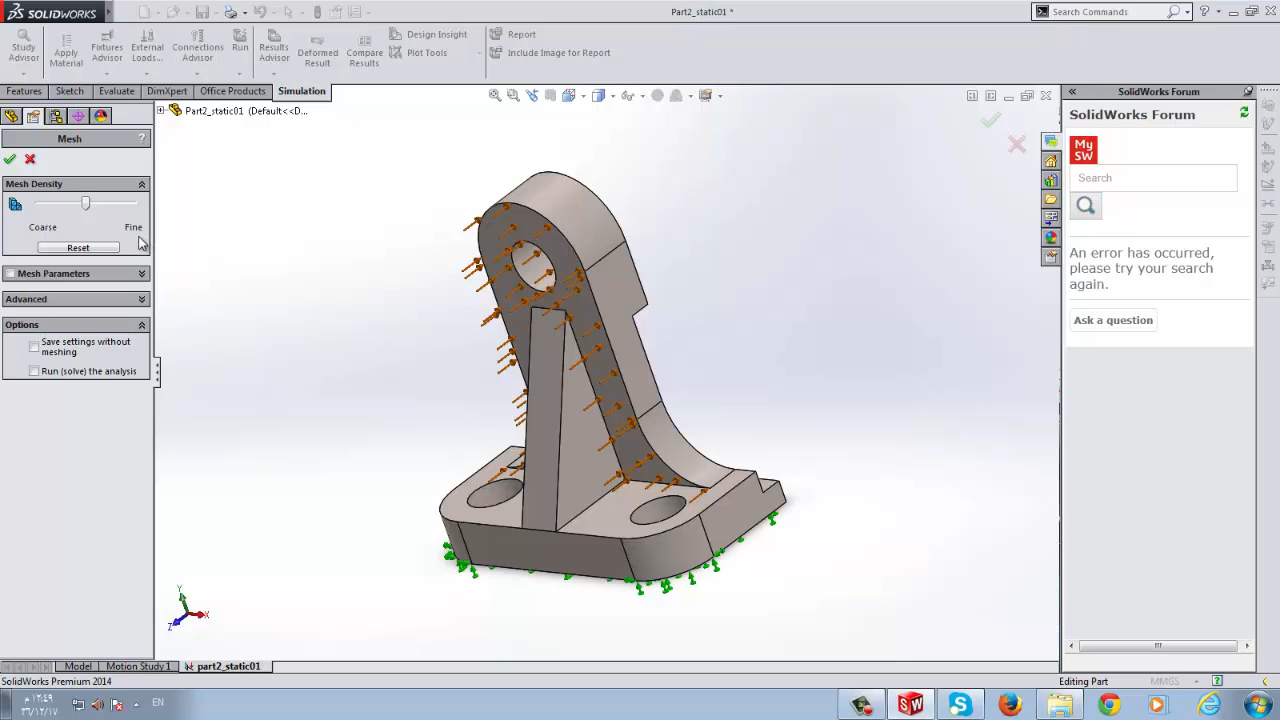 SOLIDWORKS
Part2_static01 *
Search Commands
Study Advisor
Apply Material
Fixtures Advisor
External Loads...
Connections Advisor
Run
Results Advisor
Deformed Result
Compare Results
Design Insight
Plot Tools
Report
Include Image for Report
Features
Sketch
Evaluate
DimXpert
Office Products
Simulation
Part2_static01 (Default<<D...
SolidWorks Forum
Mesh
?
SolidWorks Forum
My SW
Search
An error has occurred,
please try your search
again.
Ask a question
Mesh Density
Coarse
Fine
Reset
Mesh Parameters
Advanced
Options
Save settings without
meshing
Run (solve) the analysis
Y
X
Z
Model
Motion Study 1
part2_static01
SolidWorks Premium 2014
Editing Part
MMGS
EN